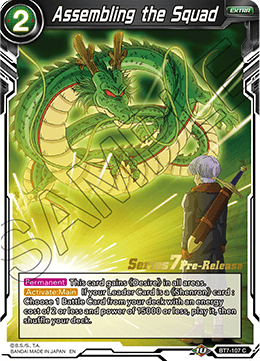 2
Assembling the Squad
EXTRA
SAMPLE
Series 7 Pre-Release
Permanent This card gains 《Desire》 in all areas.
Activate:Main If your Leader Card is a 《Shenron》 card :
Choose 1 Battle Card from your deck with an energy
cost of 2 or less and power of 15000 or less, play it, then
shuffle your deck.
©B.S./S., T.A.
BANDAI MADE IN JAPAN EN
BT7-107 C